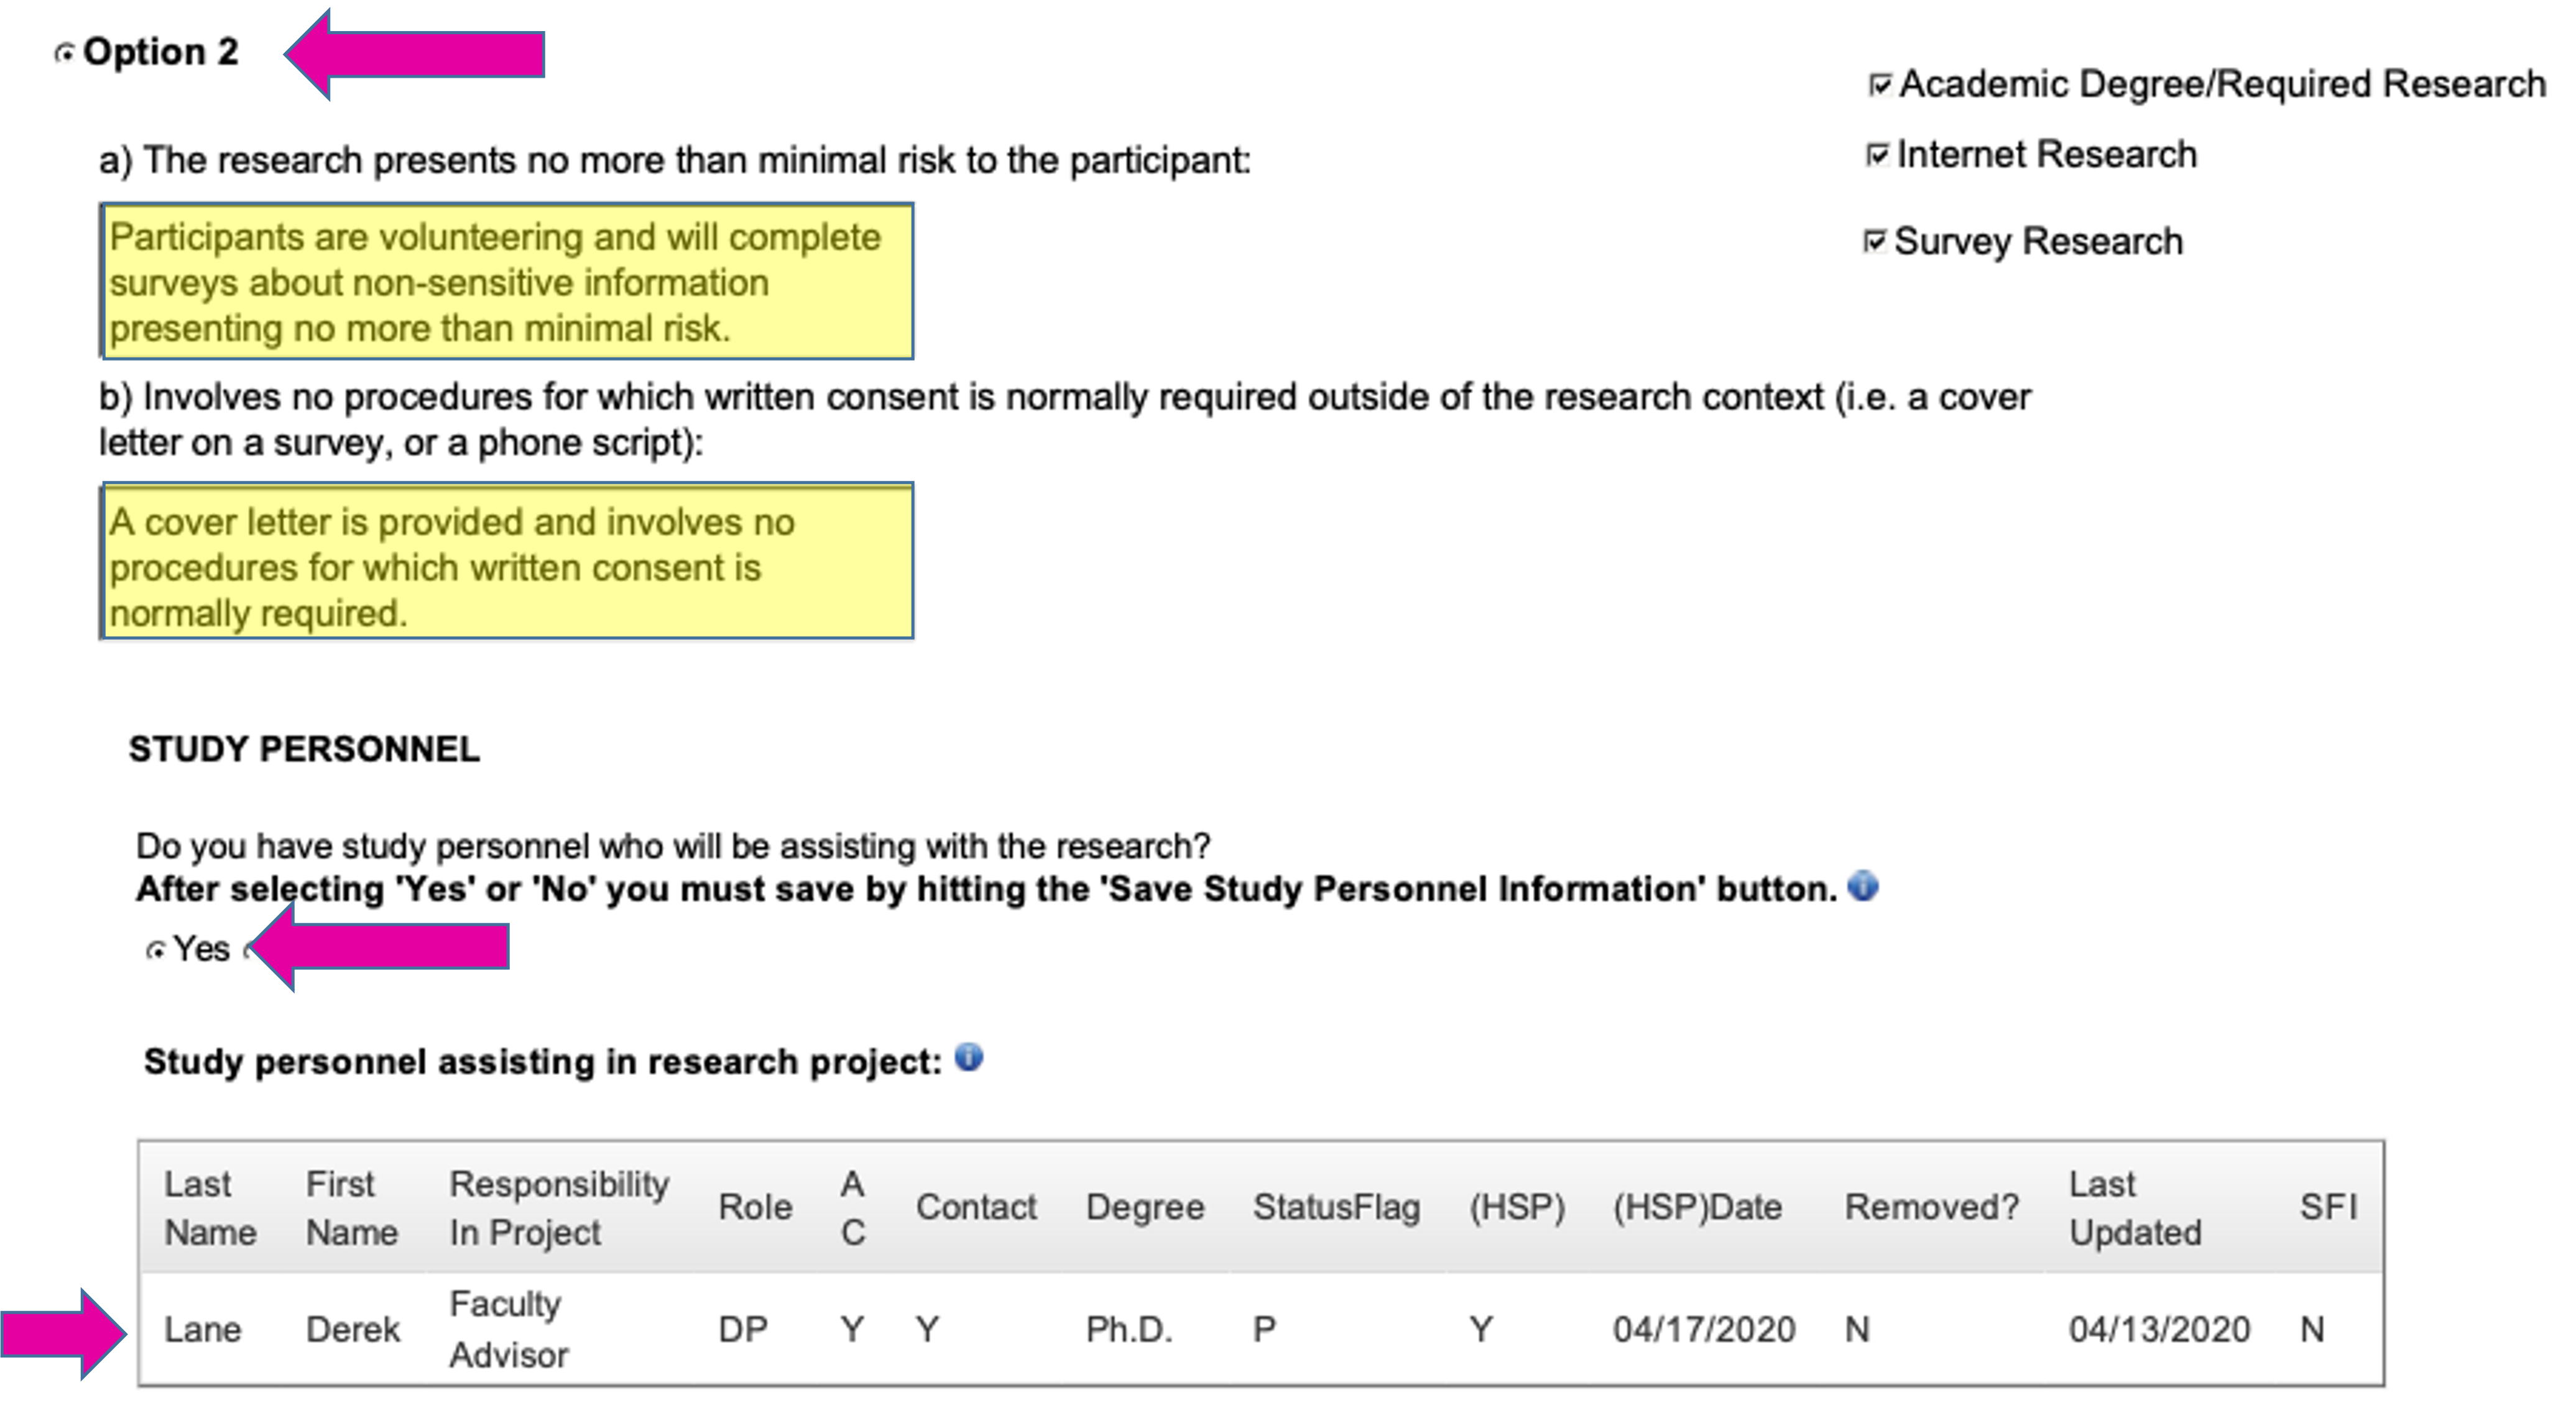 Option 2
Academic Degree/Required Research
Internet Research
Survey Research
a) The research presents no more than minimal risk to the participant:
Participants are volunteering and will complete
surveys about non-sensitive information
presenting no more than minimal risk.
b) Involves no procedures for which written consent is normally required outside of the research context (i.e. a cover
letter on a survey, or a phone script):
A cover letter is provided and involves no
procedures for which written consent is
normally required.
STUDY PERSONNEL
Do you have study personnel who will be assisting with the research?
After selecting 'Yes' or 'No' you must save by hitting the 'Save Study Personnel Information' button.
Yes
Study personnel assisting in research project:
Last Name First Name Responsibility In Project Role A C Contact Degree StatusFlag (HSP) (HSP)Date Removed? Last Updated SFI
Lane Derek Faculty Advisor DP Y Y Ph.D. P Y 04/17/2020 N 04/13/2020 N